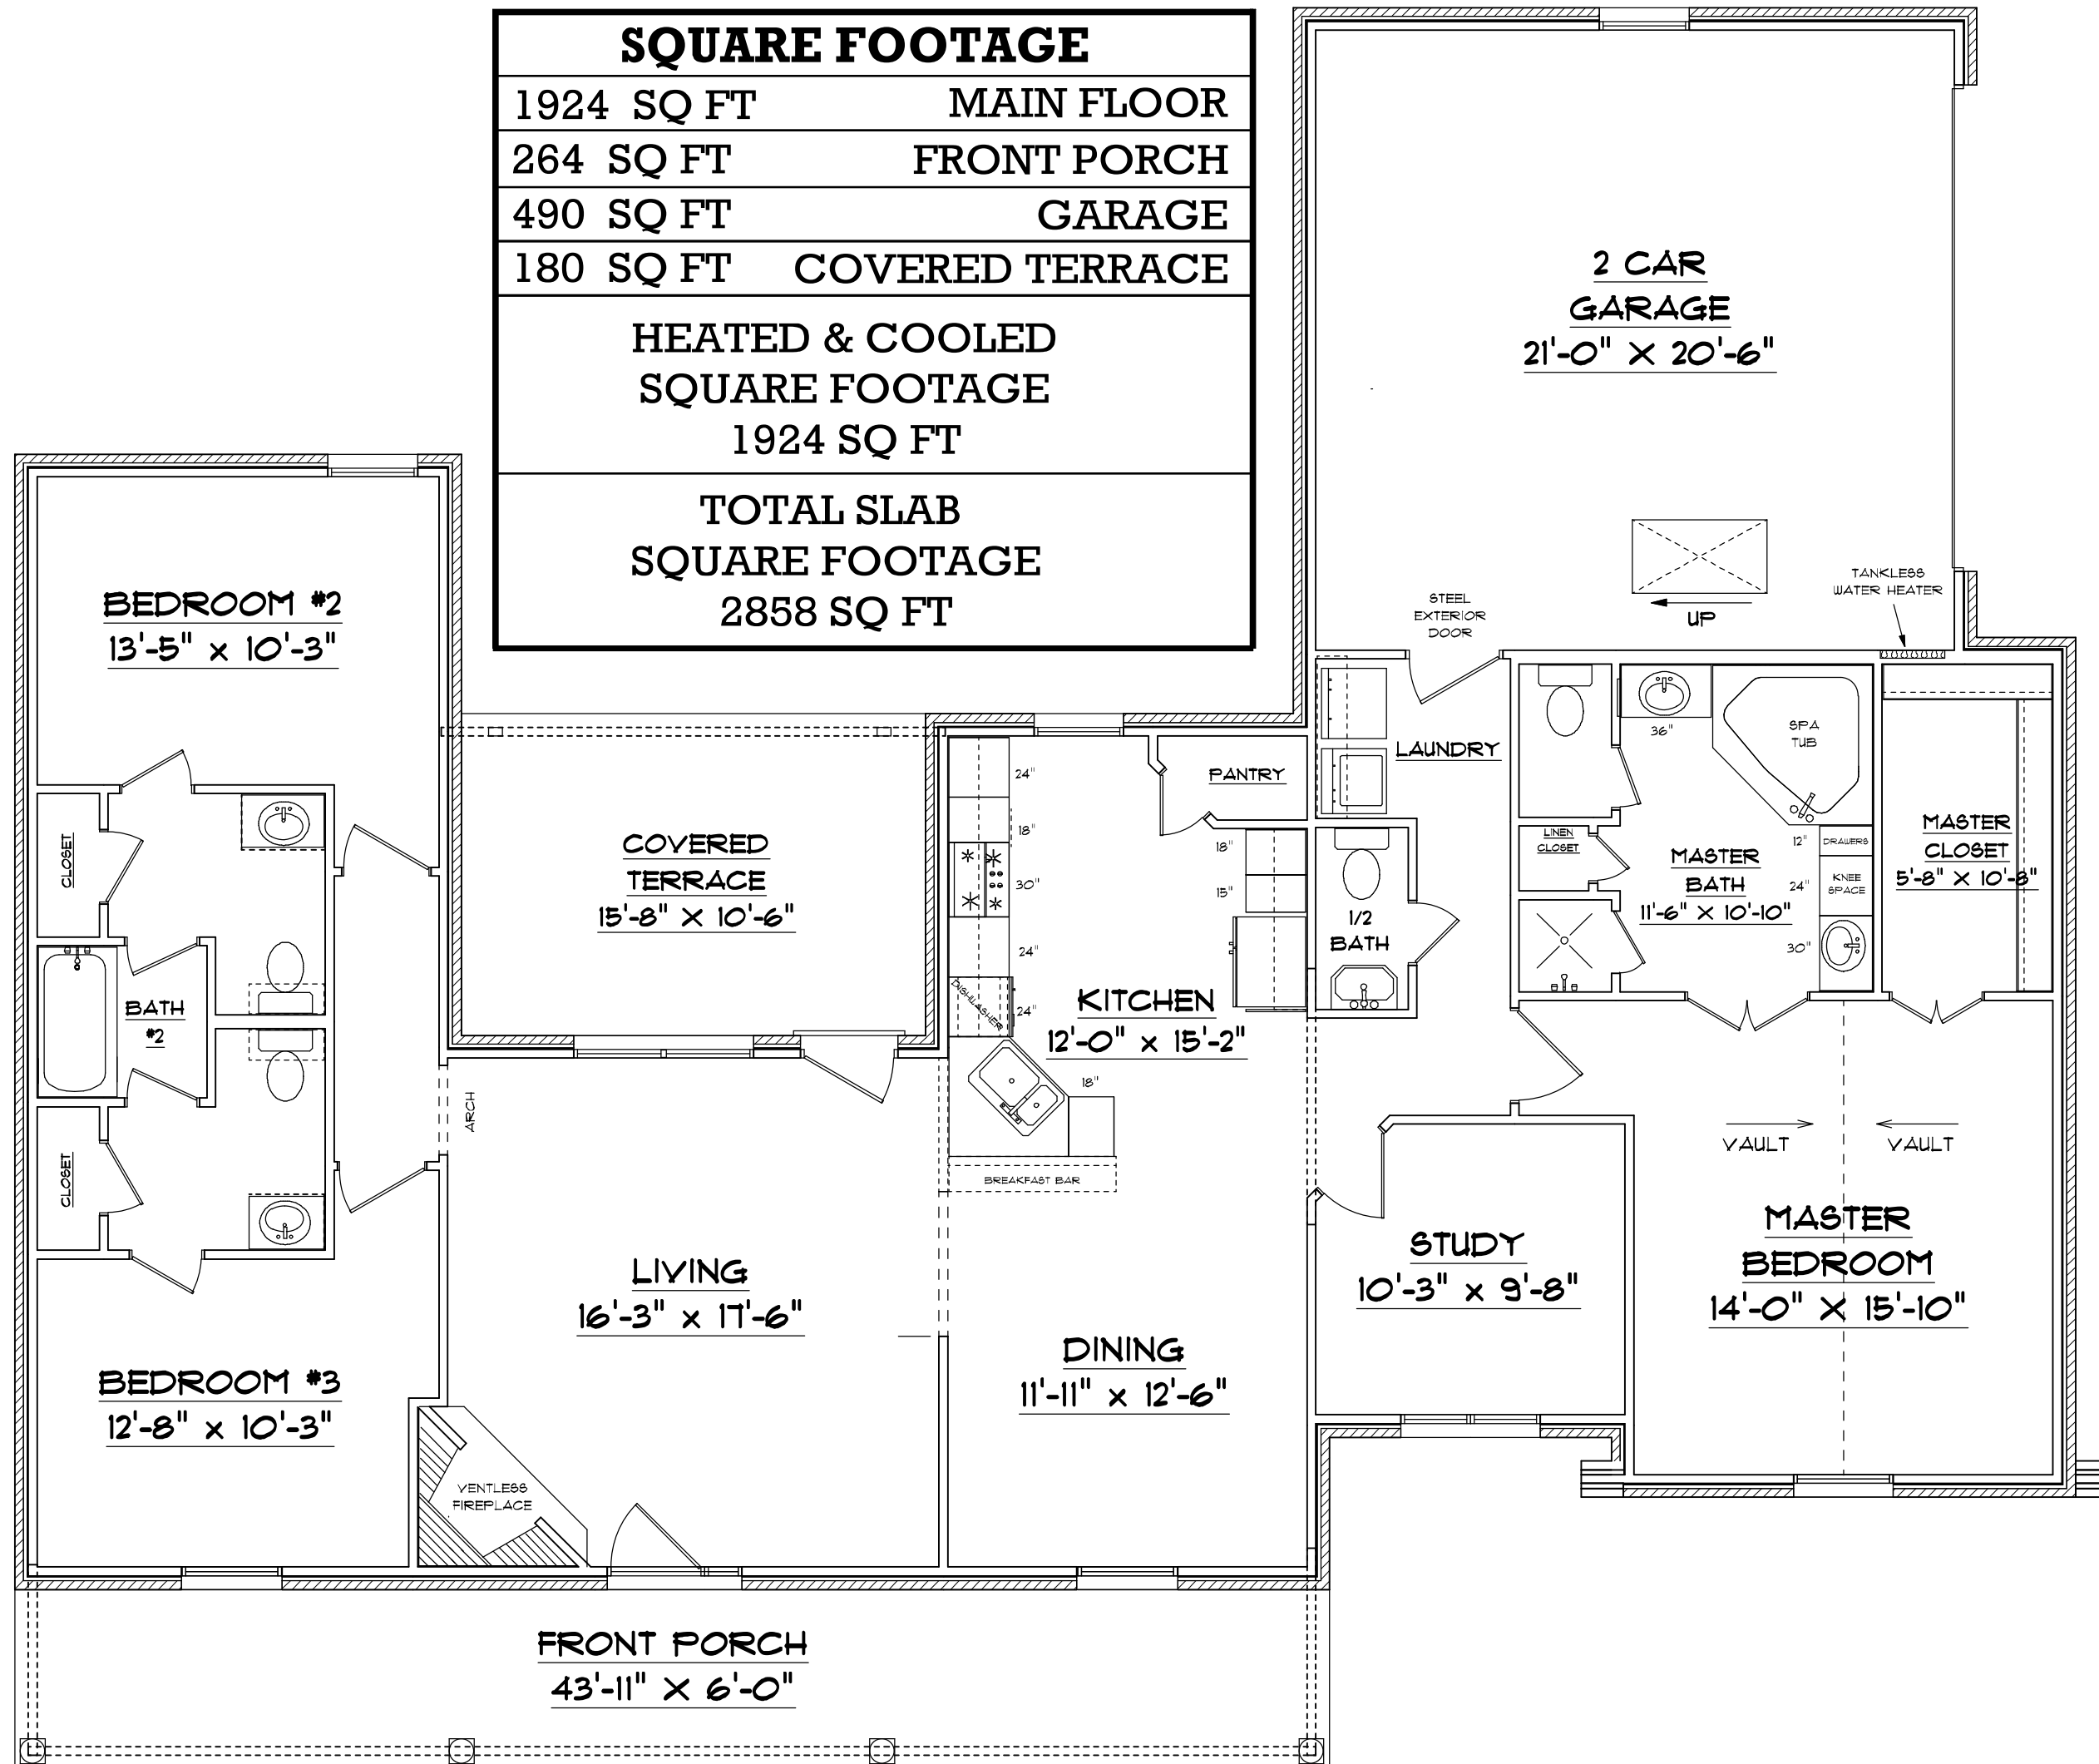 SQUARE FOOTAGE
1924 SQ FT MAIN FLOOR
264 SQ FT FRONT PORCH
490 SQ FT GARAGE
180 SQ FT COVERED TERRACE
HEATED & COOLED
SQUARE FOOTAGE
1924 SQ FT
TOTAL SLAB
SQUARE FOOTAGE
2858 SQ FT
2 CAR
GARAGE
21'-0" X 20'-6"
UP
TANKLESS
WATER HEATER
STEEL
EXTERIOR
DOOR
BEDROOM #2
13'-5" x 10'-3"
CLOSET
BATH
#2
CLOSET
BEDROOM #3
12'-8" x 10'-3"
COVERED
TERRACE
15'-8" X 10'-6"
ARCH
LIVING
16'-3" x 17'-6"
VENTLESS
FIREPLACE
24"
18"
30"
24"
DISHWASHER
24"
18"
BREAKFAST BAR
KITCHEN
12'-0" x 15'-2"
PANTRY
18"
15"
DINING
11'-11" x 12'-6"
LAUNDRY
1/2
BATH
36"
SPA
TUB
LINEN
CLOSET
MASTER
BATH
11'-6" X 10'-10"
12"
DRAWERS
24"
KNEE
SPACE
30"
MASTER
CLOSET
5'-8" X 10'-8"
STUDY
10'-3" x 9'-8"
VAULT
VAULT
MASTER
BEDROOM
14'-0" X 15'-10"
FRONT PORCH
43'-11" X 6'-0"